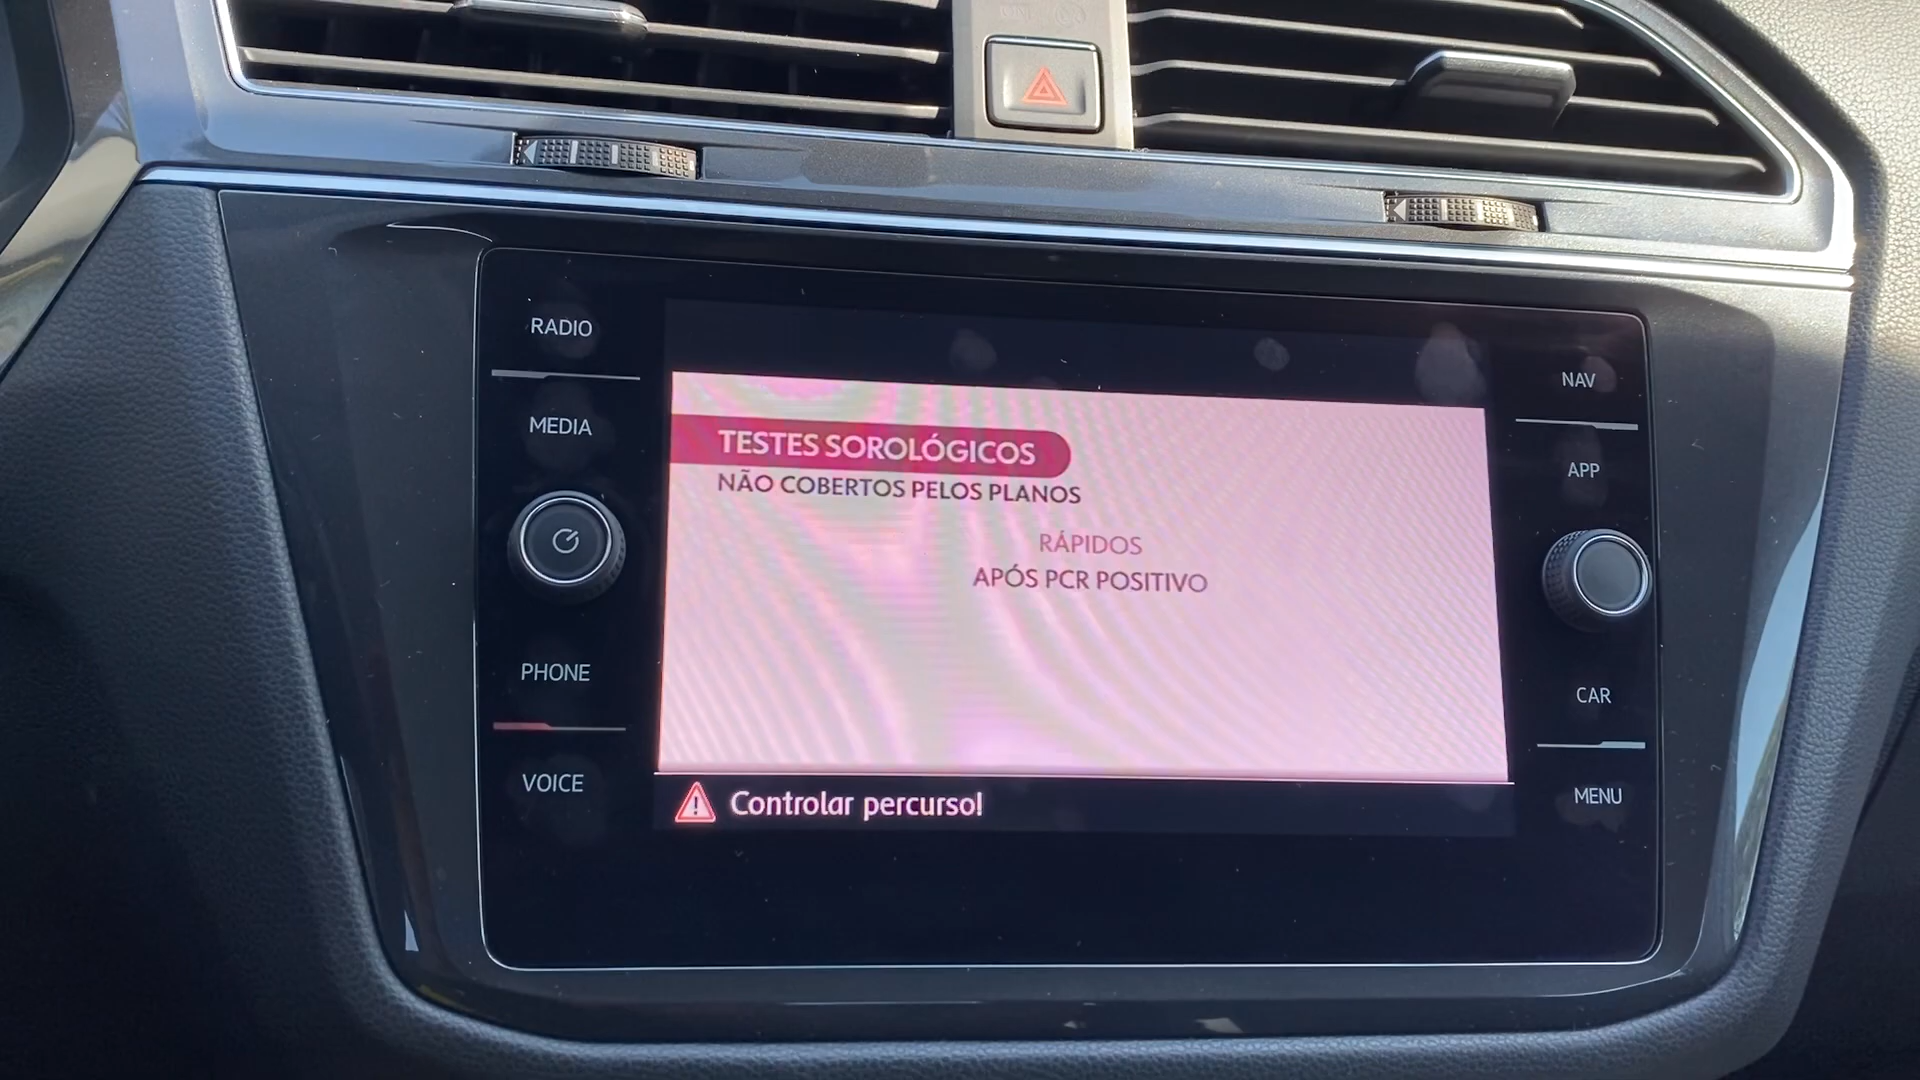 RADIO
MEDIA
PHONE
VOICE
TESTES SOROLÓGICOS
NÃO COBERTOS PELOS PLANOS
RÁPIDOS
APÓS PCR POSITIVO
Controlar percurso!
NAV
APP
CAR
MENU